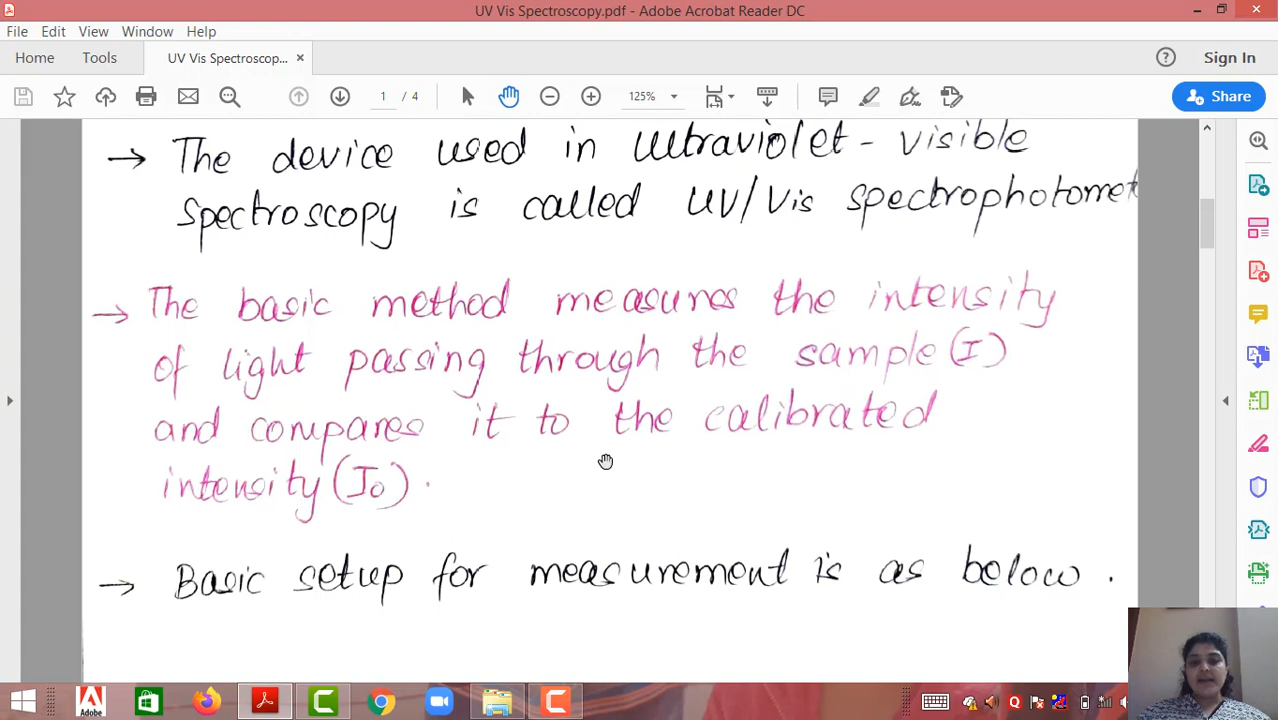 UV Vis Spectroscopy.pdf - Adobe Acrobat Reader DC
File Edit View Window Help
Home Tools UV Vis Spectroscop... × ? Sign In
1 / 4 125% Share
→ The device used in Ultraviolet - visible
spectroscopy is called UV/Vis spectrophotomet
→ The basic method measures the intensity
of light passing through the sample (I)
and compares it to the calibrated
intensity (I₀).
→ Basic setup for measurement is as below.
Adobe